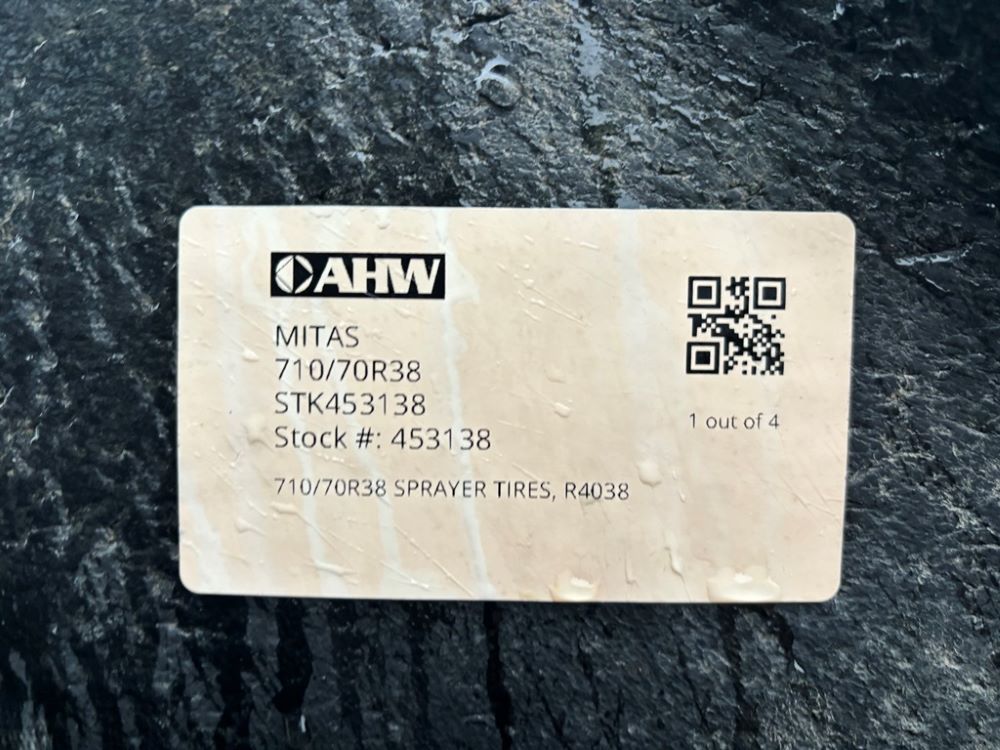 AHW
MITAS
710/70R38
STK453138
Stock #: 453138
1 out of 4
710/70R38 SPRAYER TIRES, R4038